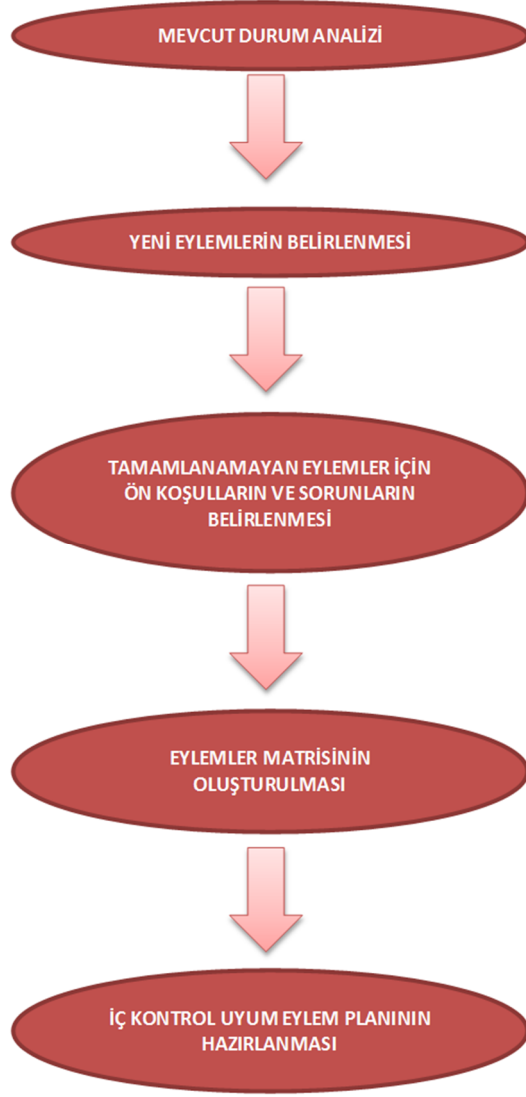 MEVCUT DURUM ANALİZİ
YENİ EYLEMLERİN BELİRLENMESİ
TAMAMLANAMAYAN EYLEMLER İÇİN
ÖN KOŞULLARIN VE SORUNLARIN
BELİRLENMESİ
EYLEMLER MATRİSİNİN
OLUŞTURULMASI
İÇ KONTROL UYUM EYLEM PLANININ
HAZIRLANMASI